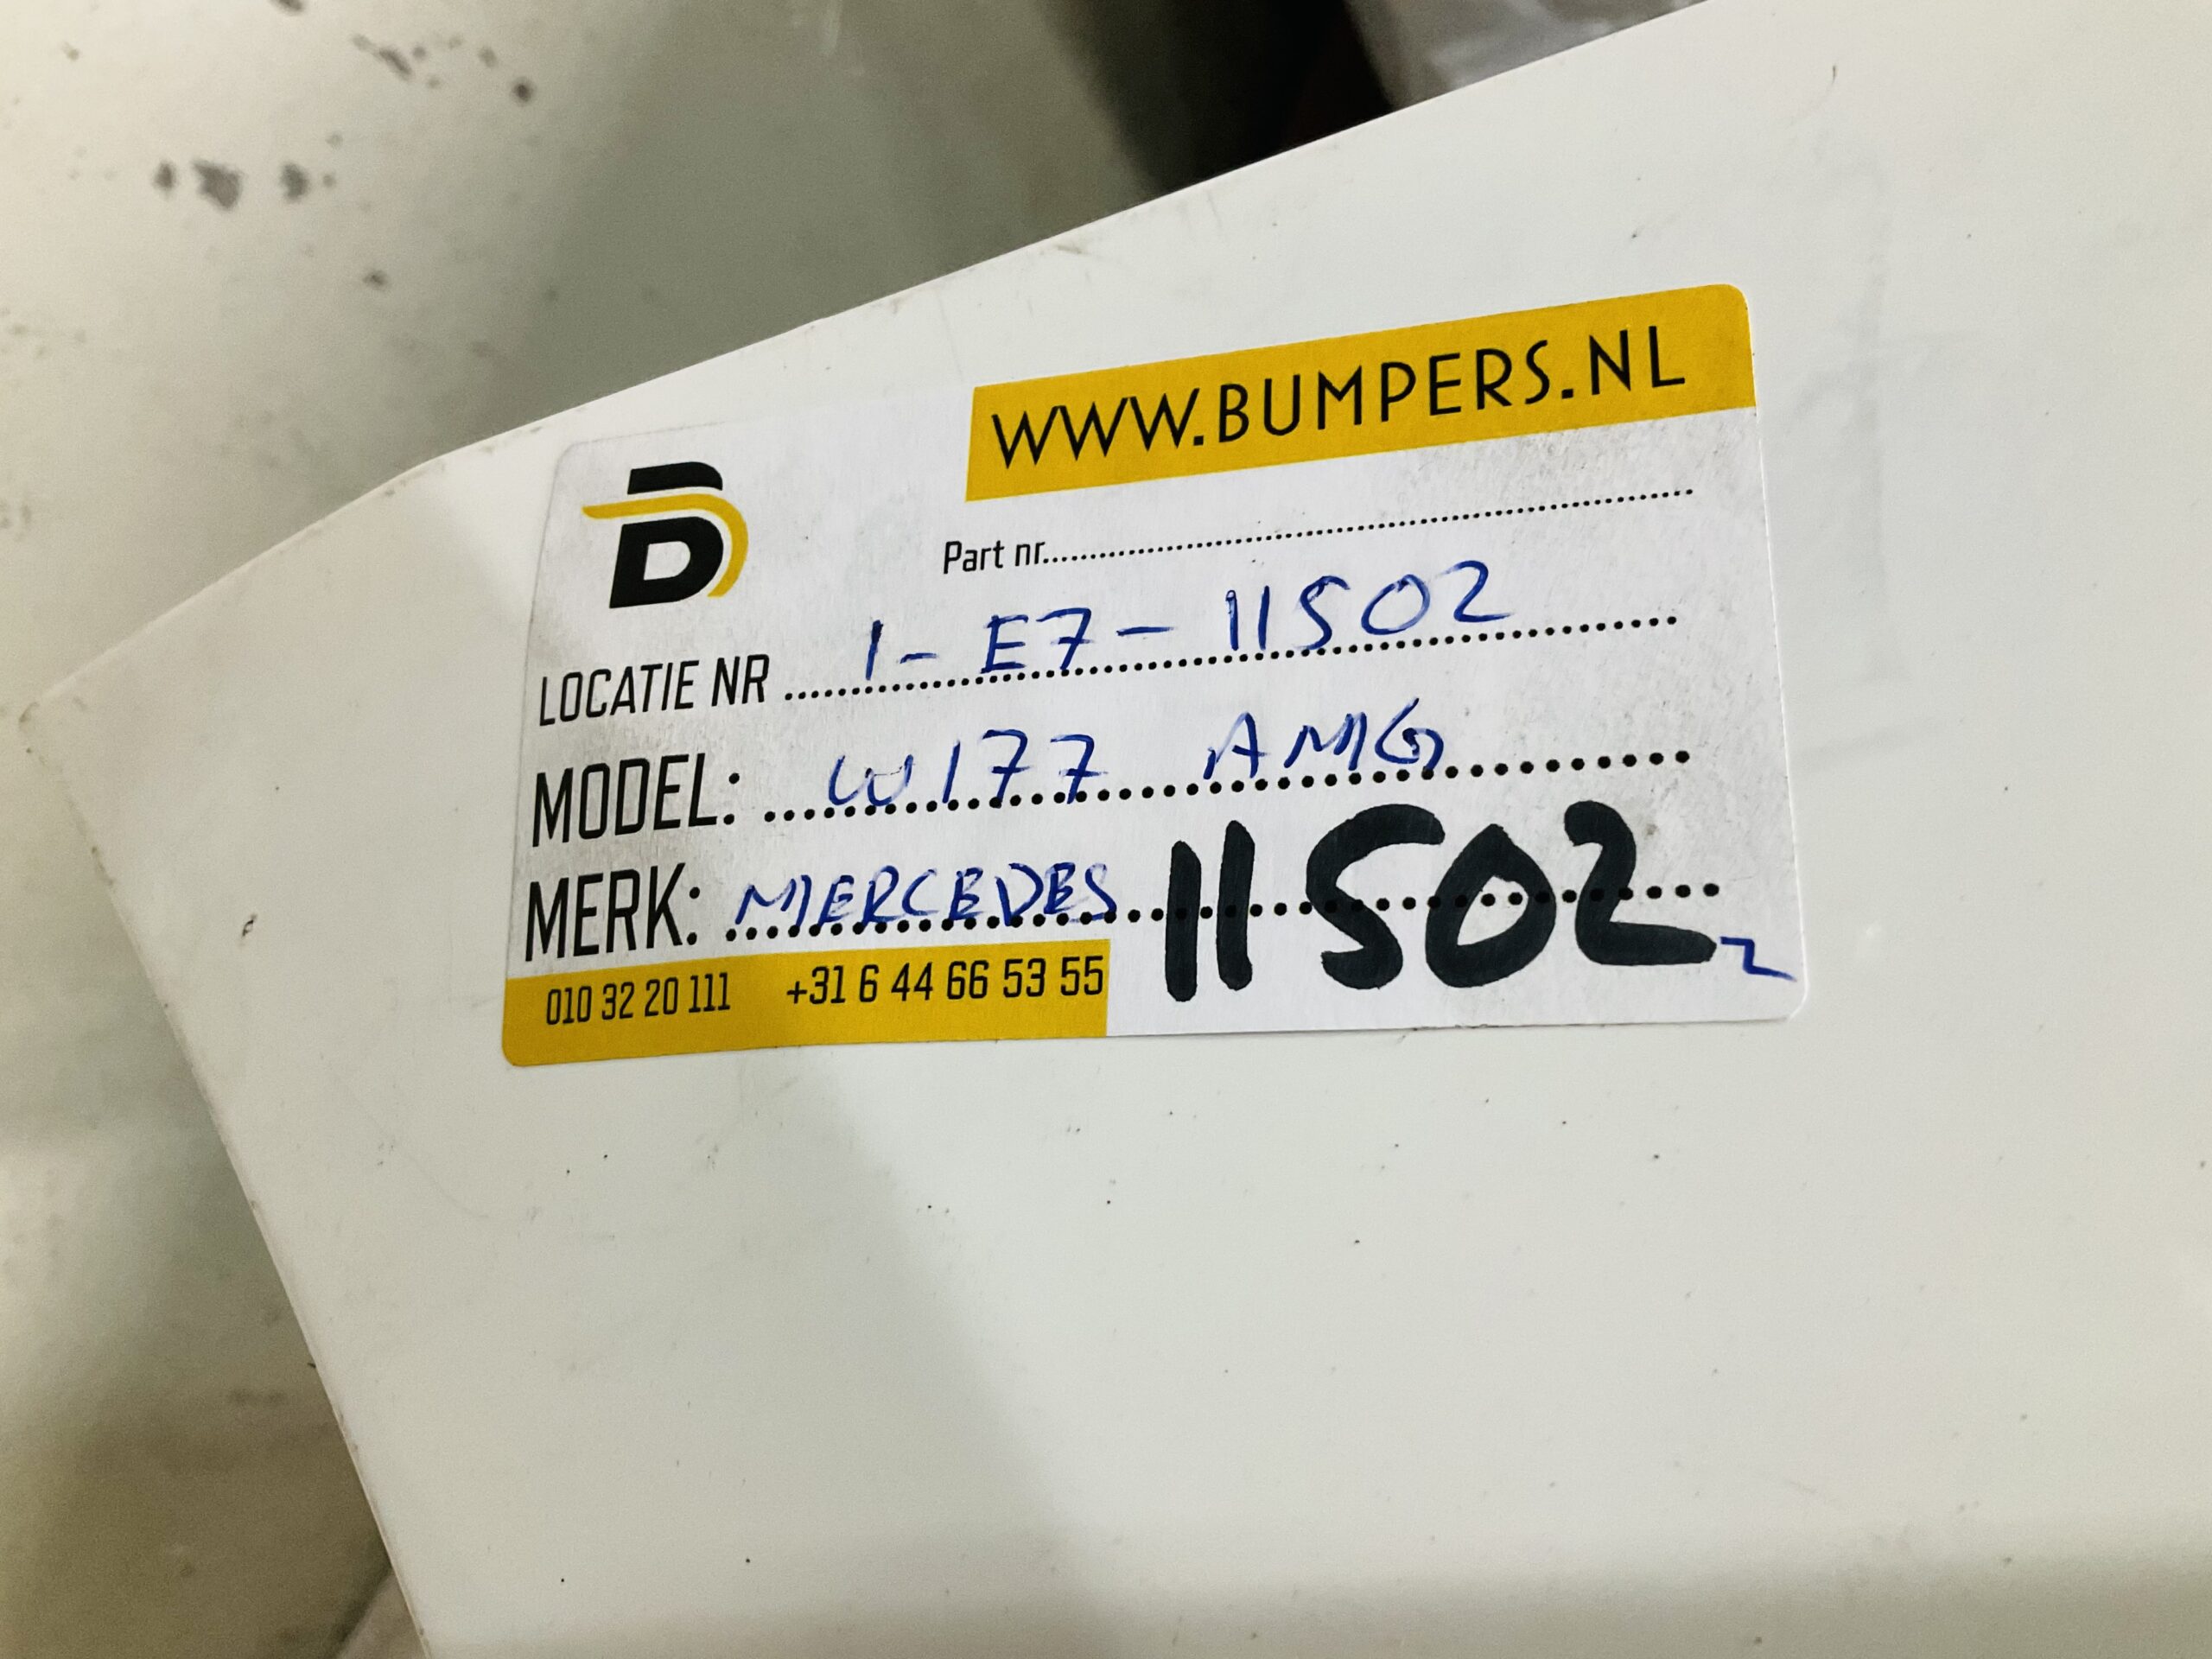 WWW.BUMPERS.NL
B
Part nr.
LOCATIE NR 1-E7-11502
MODEL: W177 AMG
MERK: MERCEDES 11502
010 32 20 111 +31 6 44 66 53 55